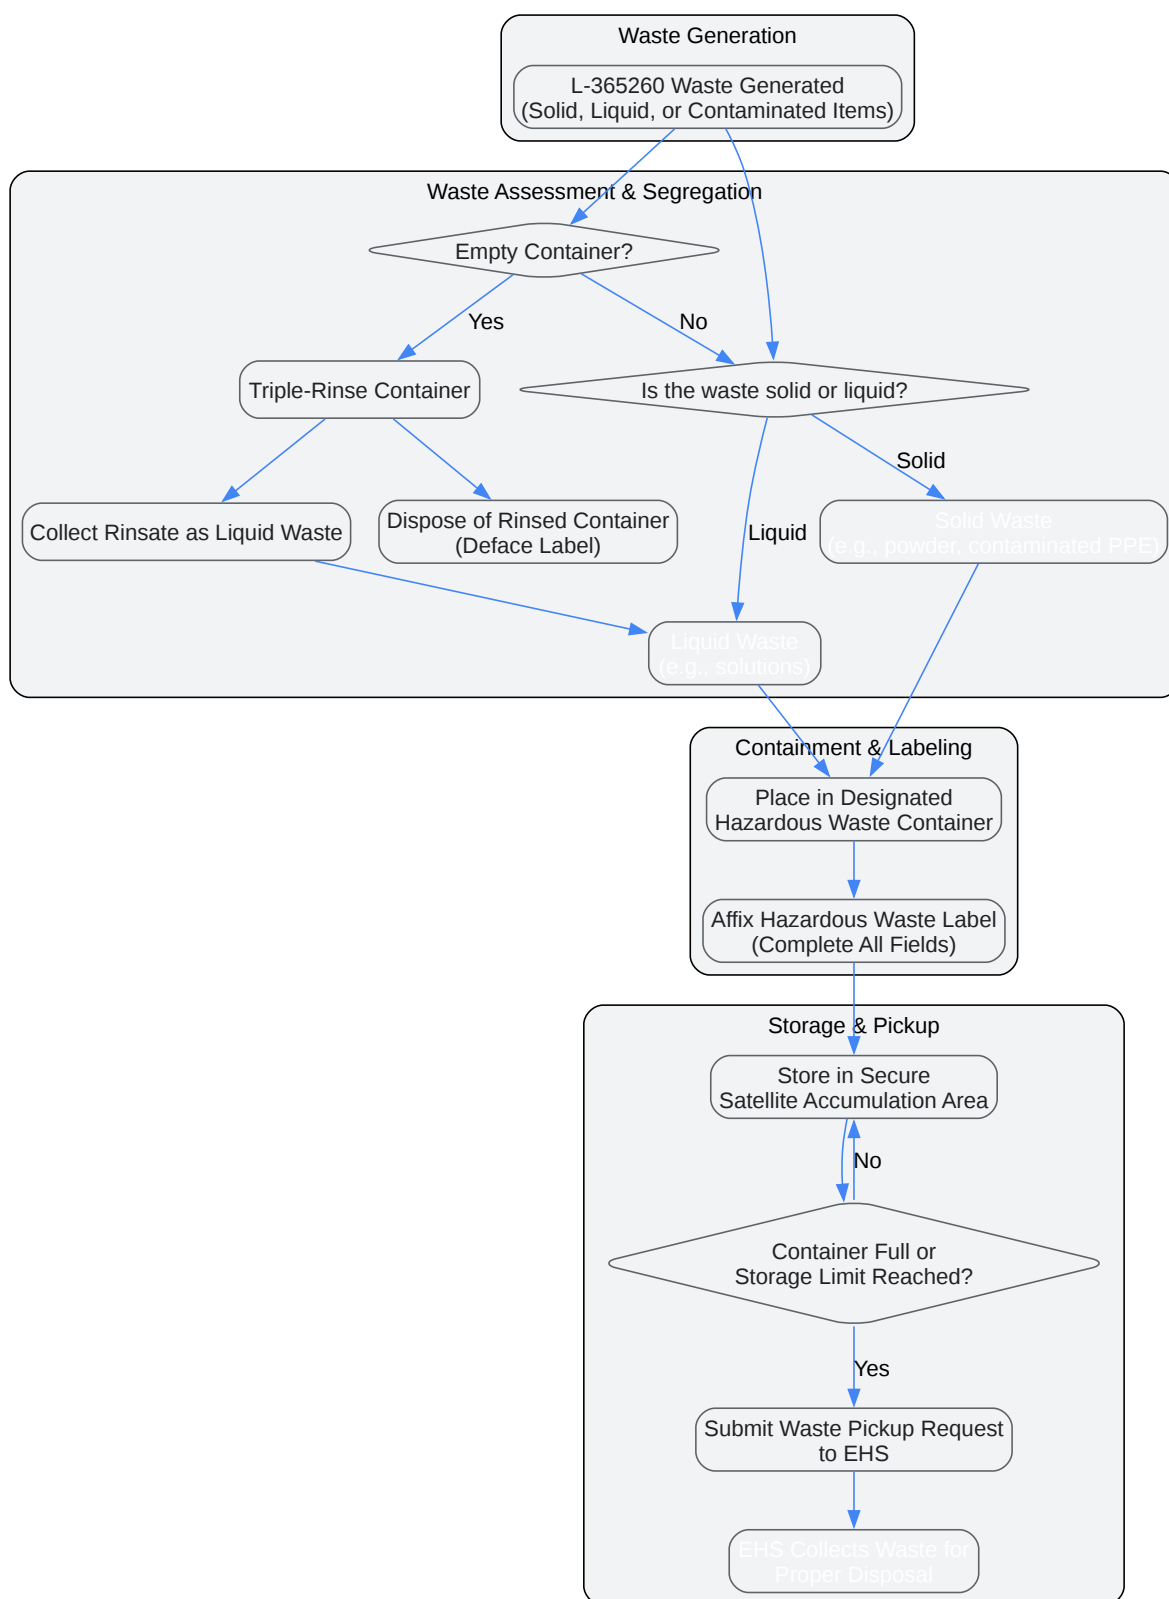 Waste Generation
L-365260 Waste Generated
(Solid, Liquid, or Contaminated Items)
Waste Assessment & Segregation
Empty Container?
Yes
No
Triple-Rinse Container
Is the waste solid or liquid?
Solid
Collect Rinsate as Liquid Waste
Dispose of Rinsed Container
(Deface Label)
Liquid
Solid Waste
(e.g., powder, contaminated PPE)
Liquid Waste
(e.g., solutions)
Containment & Labeling
Place in Designated
Hazardous Waste Container
Affix Hazardous Waste Label
(Complete All Fields)
Storage & Pickup
Store in Secure
Satellite Accumulation Area
No
Container Full or
Storage Limit Reached?
Yes
Submit Waste Pickup Request
to EHS
EHS Collects Waste for
Proper Disposal